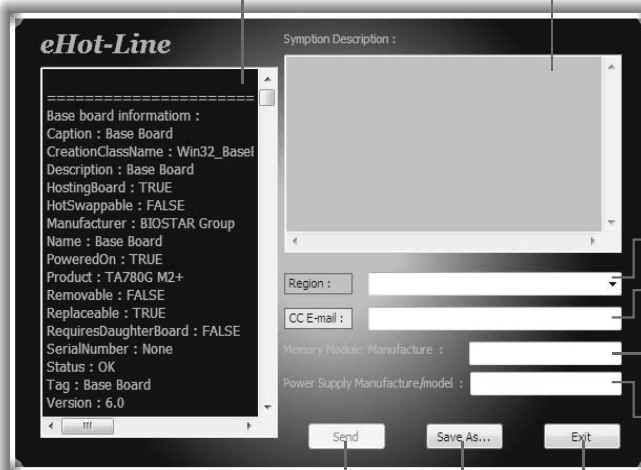 eHot-Line
======================
Base board informatiom :
Caption : Base Board
CreationClassName : Win32_BaseB
Description : Base Board
HostingBoard : TRUE
HotSwappable : FALSE
Manufacturer : BIOSTAR Group
Name : Base Board
PoweredOn : TRUE
Product : TA780G M2+
Removable : FALSE
Replaceable : TRUE
RequiresDaughterBoard : FALSE
SerialNumber : None
Status : OK
Tag : Base Board
Version : 6.0
Symption Description :
Region :
CC E-mail :
Memory Module Manufacture :
Power Supply Manufacture/model :
Send
Save As...
Exit